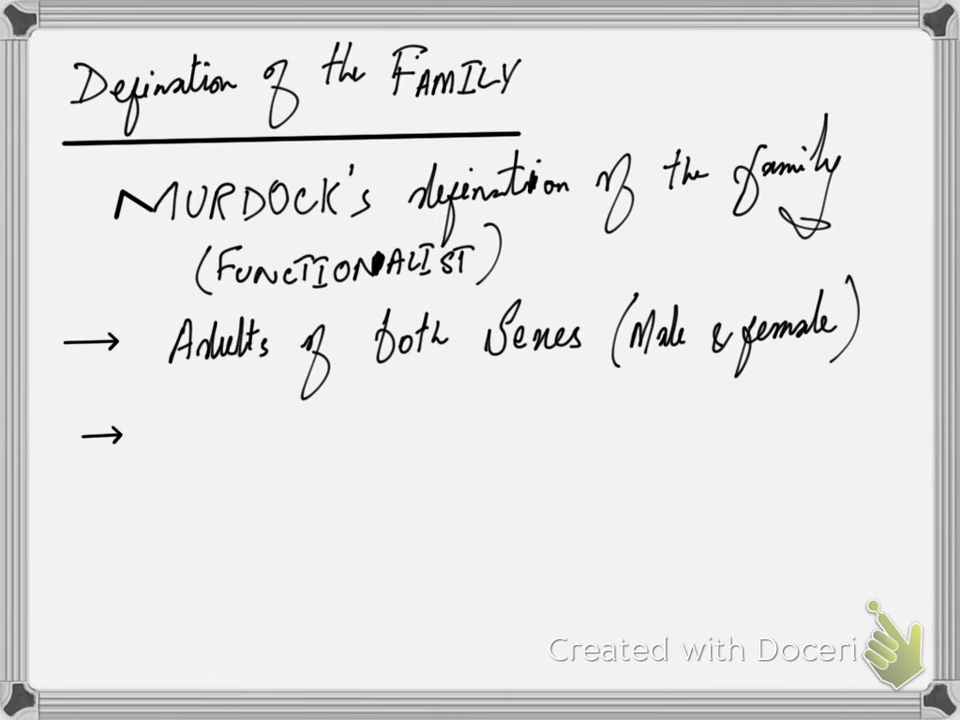 Defination of the FAMILY
MURDOCK's defination of the family
(FUNCTIONALIST)
→ Adults of both Sexes (Male & female)
→
Created with Doceri